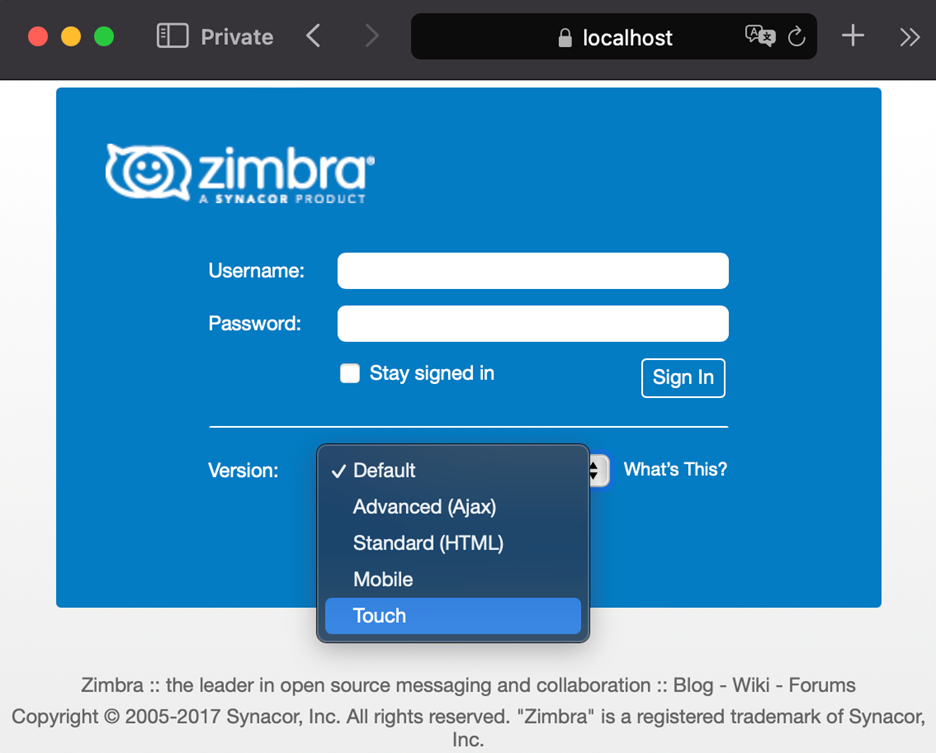 Private
localhost
zimbra®
A SYNACOR PRODUCT
Username:
Password:
Stay signed in
Sign In
Version:
Default
What's This?
Advanced (Ajax)
Standard (HTML)
Mobile
Touch
Zimbra :: the leader in open source messaging and collaboration :: Blog - Wiki - Forums
Copyright © 2005-2017 Synacor, Inc. All rights reserved. "Zimbra" is a registered trademark of Synacor,
Inc.